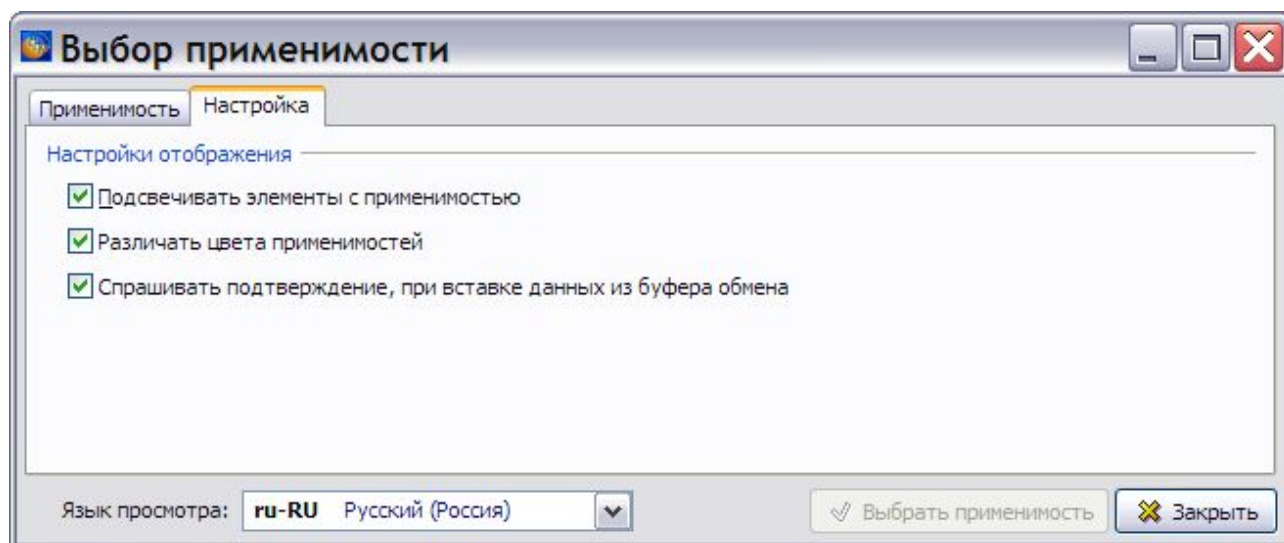 Выбор применимости
Применимость Настройка
Настройки отображения
Подсвечивать элементы с применимостью
Различать цвета применимостей
Спрашивать подтверждение, при вставке данных из буфера обмена
Язык просмотра: ru-RU Русский (Россия) Выбрать применимость Закрыть